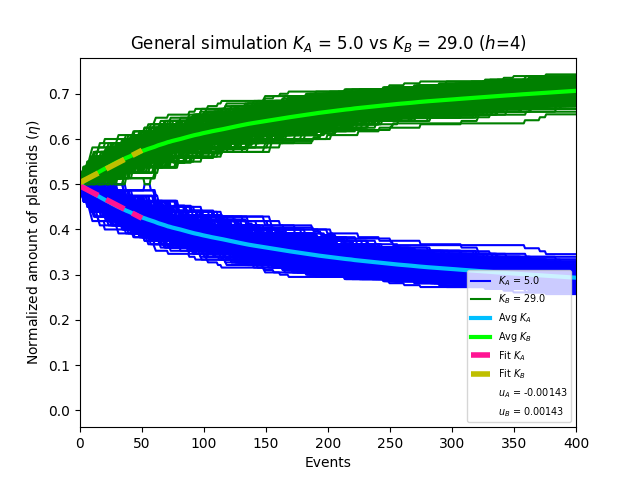 General simulation K_A = 5.0 vs K_B = 29.0 (h=4)
Normalized amount of plasmids (η)
0.7
0.6
0.5
0.4
0.3
0.2
0.1
0.0
K_A = 5.0
K_B = 29.0
Avg K_A
Avg K_B
Fit K_A
Fit K_B
u_A = -0.00143
u_B = 0.00143
0 50 100 150 200 250 300 350 400
Events